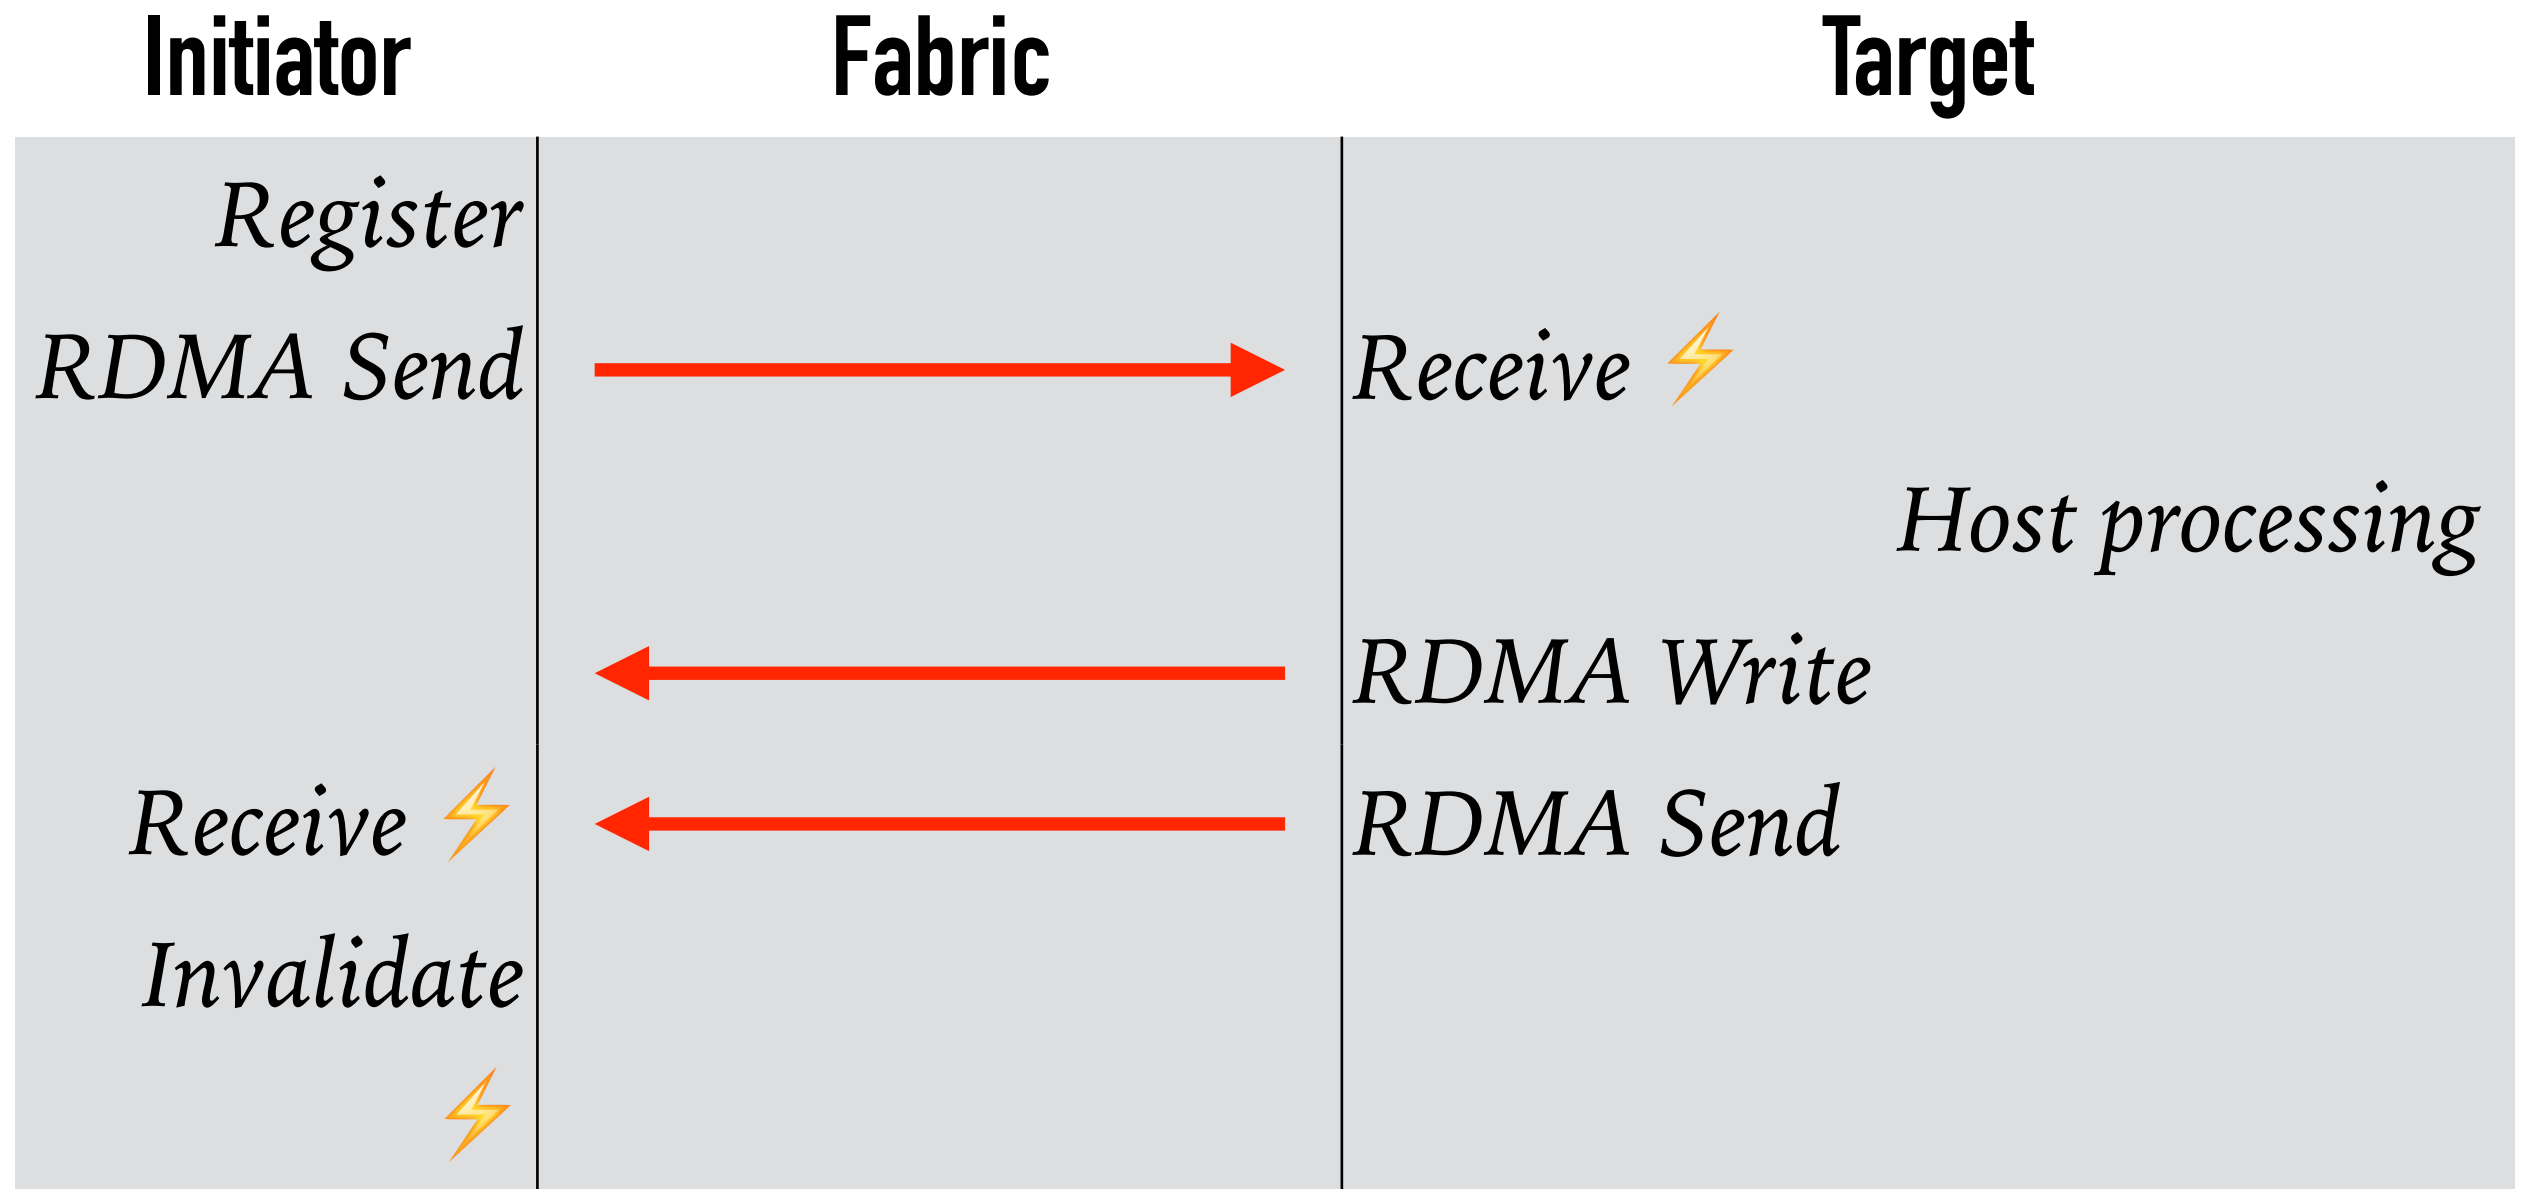 Initiator Fabric Target
Register
RDMA Send Receive ⚡
Host processing
RDMA Write
Receive ⚡ RDMA Send
Invalidate
⚡